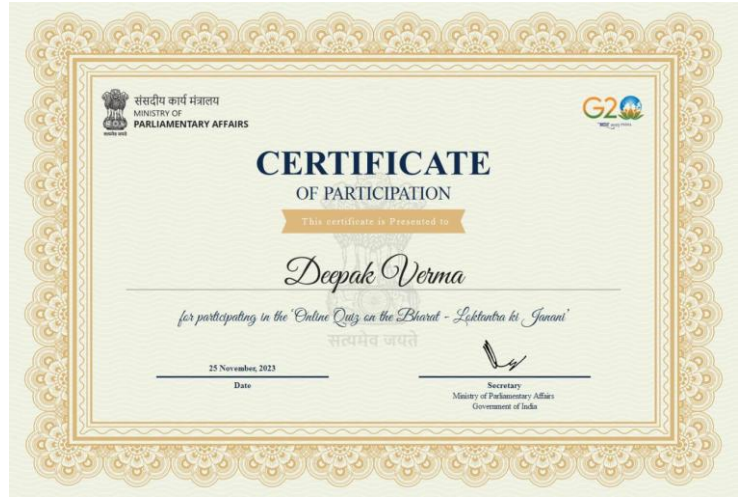 संसदीय कार्य मंत्रालय
MINISTRY OF
PARLIAMENTARY AFFAIRS
G20
भारत
CERTIFICATE
OF PARTICIPATION
This certificate is Presented to
Deepak Verma
for participating in the 'Online Quiz on the Bharat - Loktantra ki Janani'
सत्यमेव जयते
25 November, 2023
Date
Secretary
Ministry of Parliamentary Affairs
Government of India